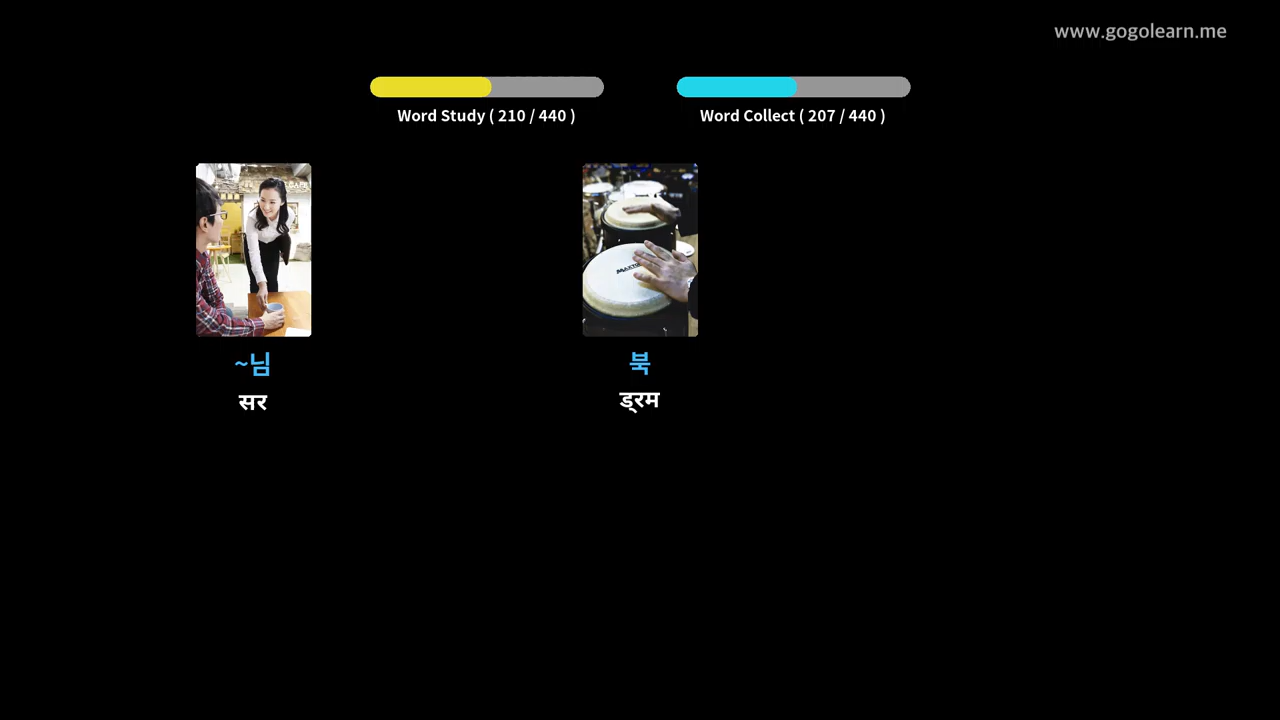 www.gogolearn.me
Word Study ( 210 / 440 )
Word Collect ( 207 / 440 )
~님
सर
북
ड्रम